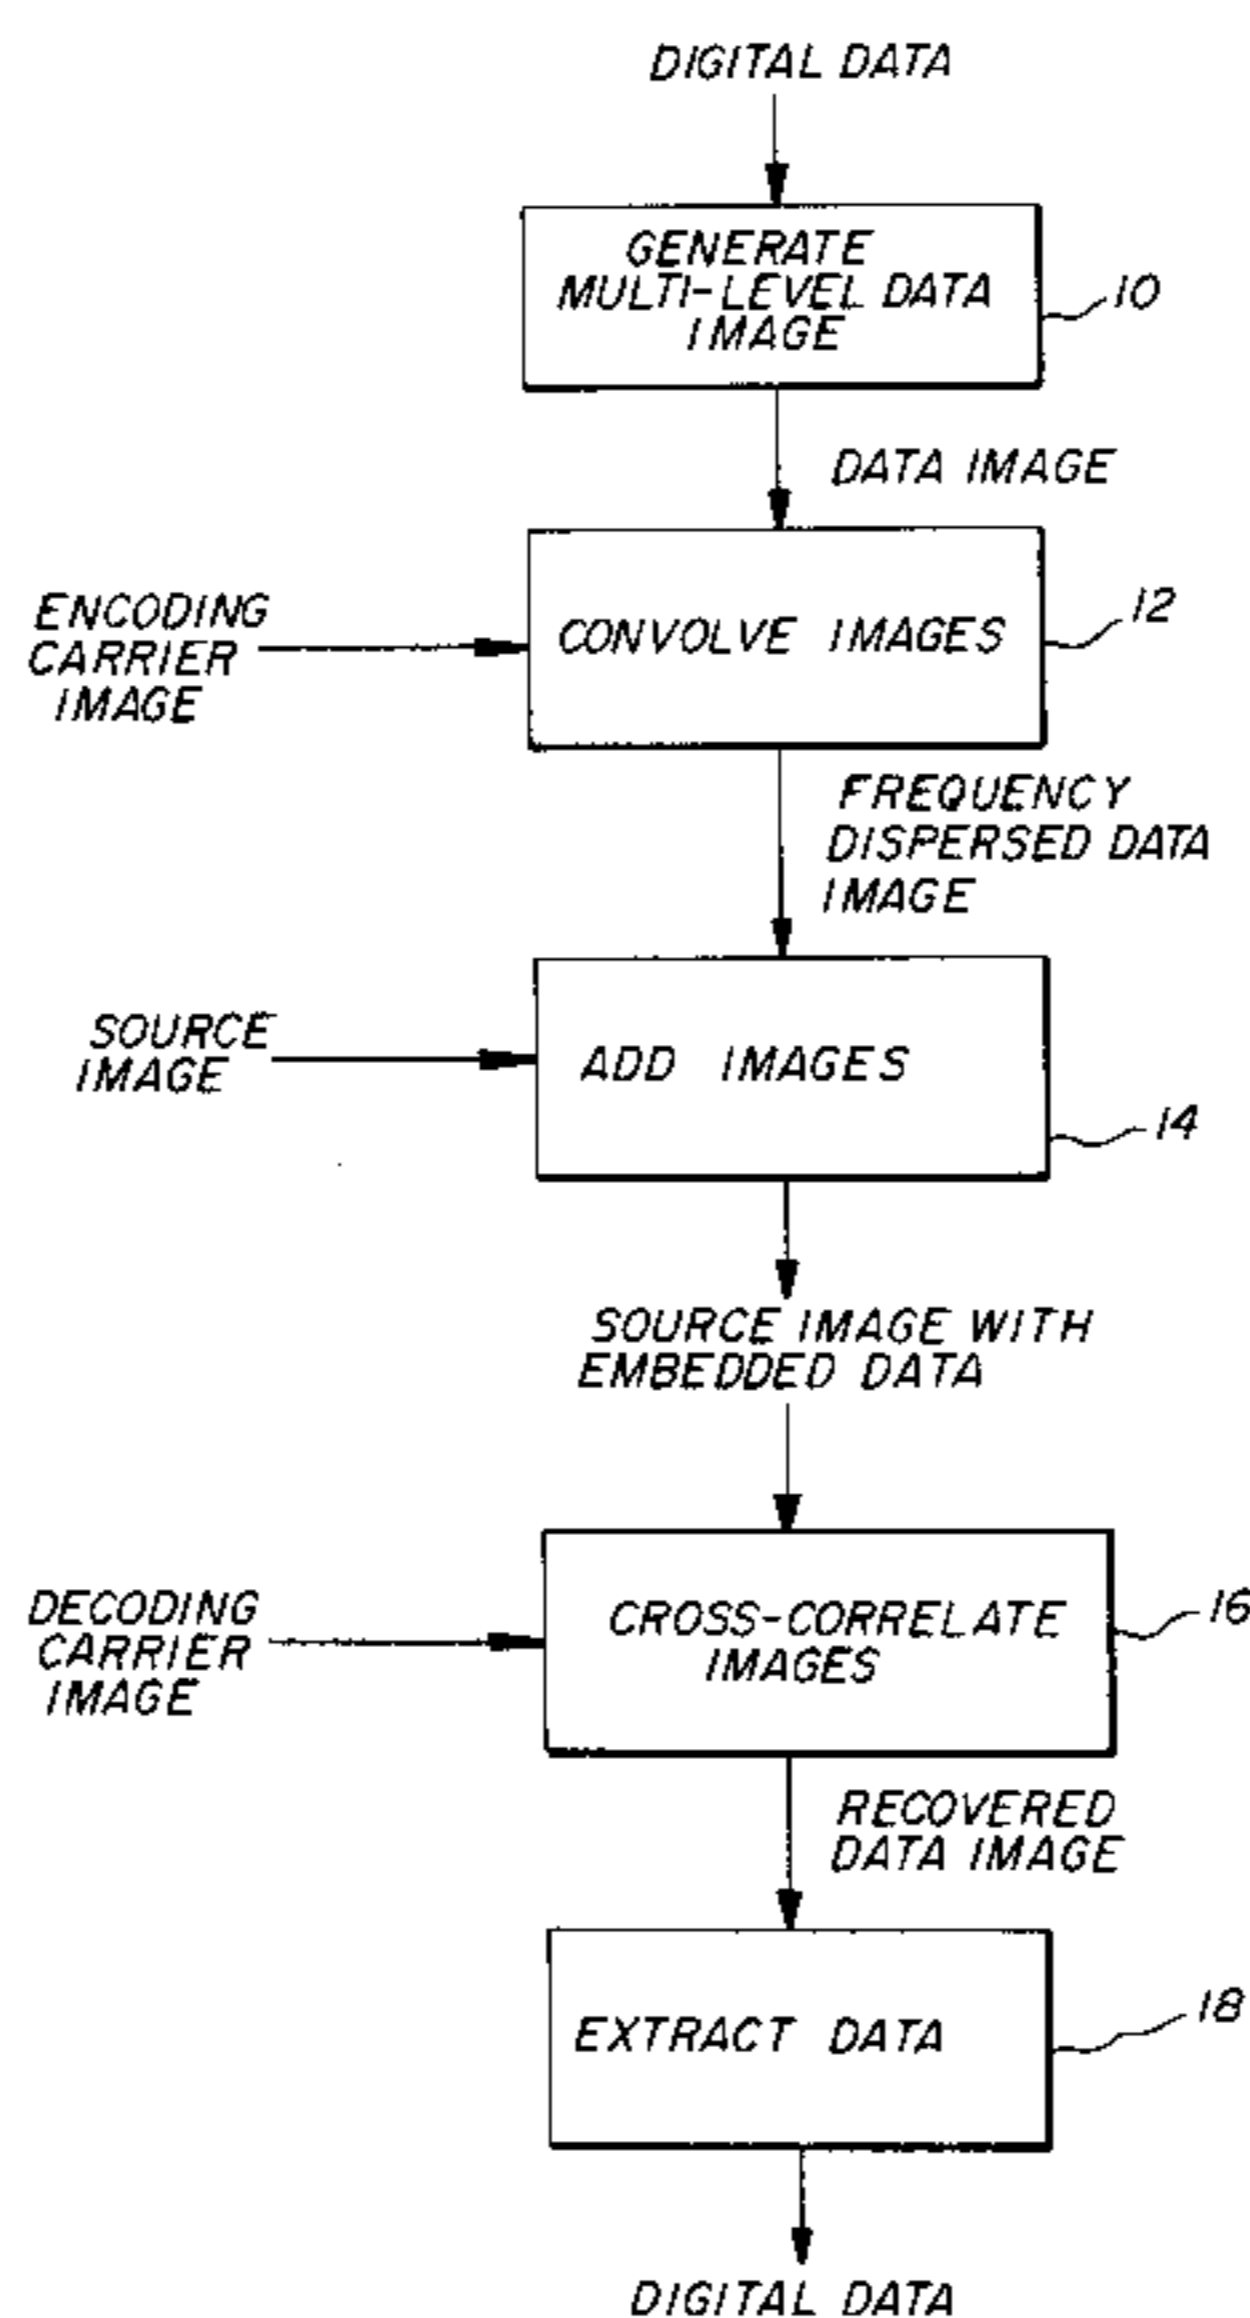 DIGITAL DATA
GENERATE
MULTI-LEVEL DATA
IMAGE
10
DATA IMAGE
ENCODING
CARRIER
IMAGE
CONVOLVE IMAGES
12
FREQUENCY
DISPERSED DATA
IMAGE
SOURCE
IMAGE
ADD IMAGES
14
SOURCE IMAGE WITH
EMBEDDED DATA
DECODING
CARRIER
IMAGE
CROSS-CORRELATE
IMAGES
16
RECOVERED
DATA IMAGE
EXTRACT DATA
18
DIGITAL DATA